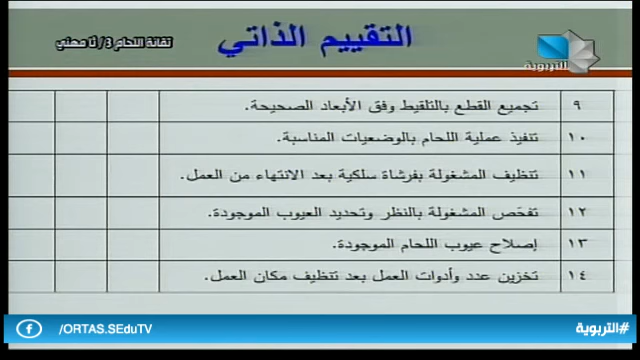 التقييم الذاتي
تقانة اللحام 3 / ثا مهني
التربوية
٩ تجميع القطع بالتلقيط وفق الأبعاد الصحيحة.
١٠ تنفيذ عملية اللحام بالوضعيات المناسبة.
١١ تنظيف المشغولة بفرشاة سلكية بعد الانتهاء من العمل.
١٢ تفحّص المشغولة بالنظر وتحديد العيوب الموجودة.
١٣ إصلاح عيوب اللحام الموجودة.
١٤ تخزين عدد وأدوات العمل بعد تنظيف مكان العمل.
#التربوية
/ORTAS.SEduTV